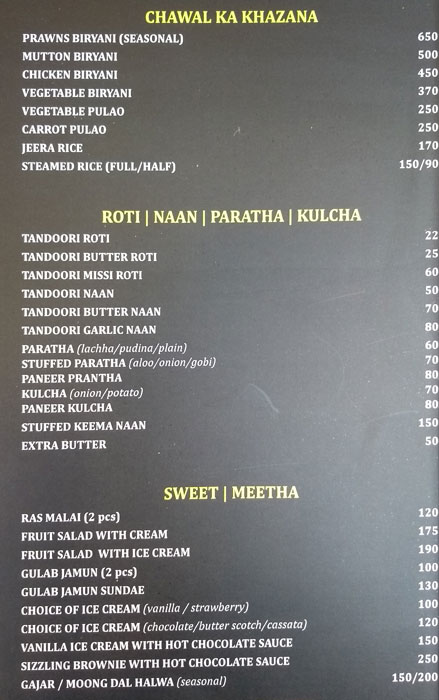 CHAWAL KA KHAZANA
PRAWNS BIRYANI (SEASONAL) 650
MUTTON BIRYANI 500
CHICKEN BIRYANI 450
VEGETABLE BIRYANI 370
VEGETABLE PULAO 250
CARROT PULAO 250
JEERA RICE 170
STEAMED RICE (FULL/HALF) 150/90
ROTI | NAAN | PARATHA | KULCHA
TANDOORI ROTI 22
TANDOORI BUTTER ROTI 25
TANDOORI MISSI ROTI 60
TANDOORI NAAN 50
TANDOORI BUTTER NAAN 70
TANDOORI GARLIC NAAN 80
PARATHA (lachha/pudina/plain) 60
STUFFED PARATHA (aloo/onion/gobi) 70
PANEER PRANTHA 80
KULCHA (onion/potato) 70
PANEER KULCHA 80
STUFFED KEEMA NAAN 150
EXTRA BUTTER 50
SWEET | MEETHA
RAS MALAI (2 pcs) 120
FRUIT SALAD WITH CREAM 175
FRUIT SALAD WITH ICE CREAM 190
GULAB JAMUN (2 pcs) 100
GULAB JAMUN SUNDAE 130
CHOICE OF ICE CREAM (vanilla / strawberry) 100
CHOICE OF ICE CREAM (chocolate/butter scotch/cassata) 120
VANILLA ICE CREAM WITH HOT CHOCOLATE SAUCE 150
SIZZLING BROWNIE WITH HOT CHOCOLATE SAUCE 250
GAJAR / MOONG DAL HALWA (seasonal) 150/200